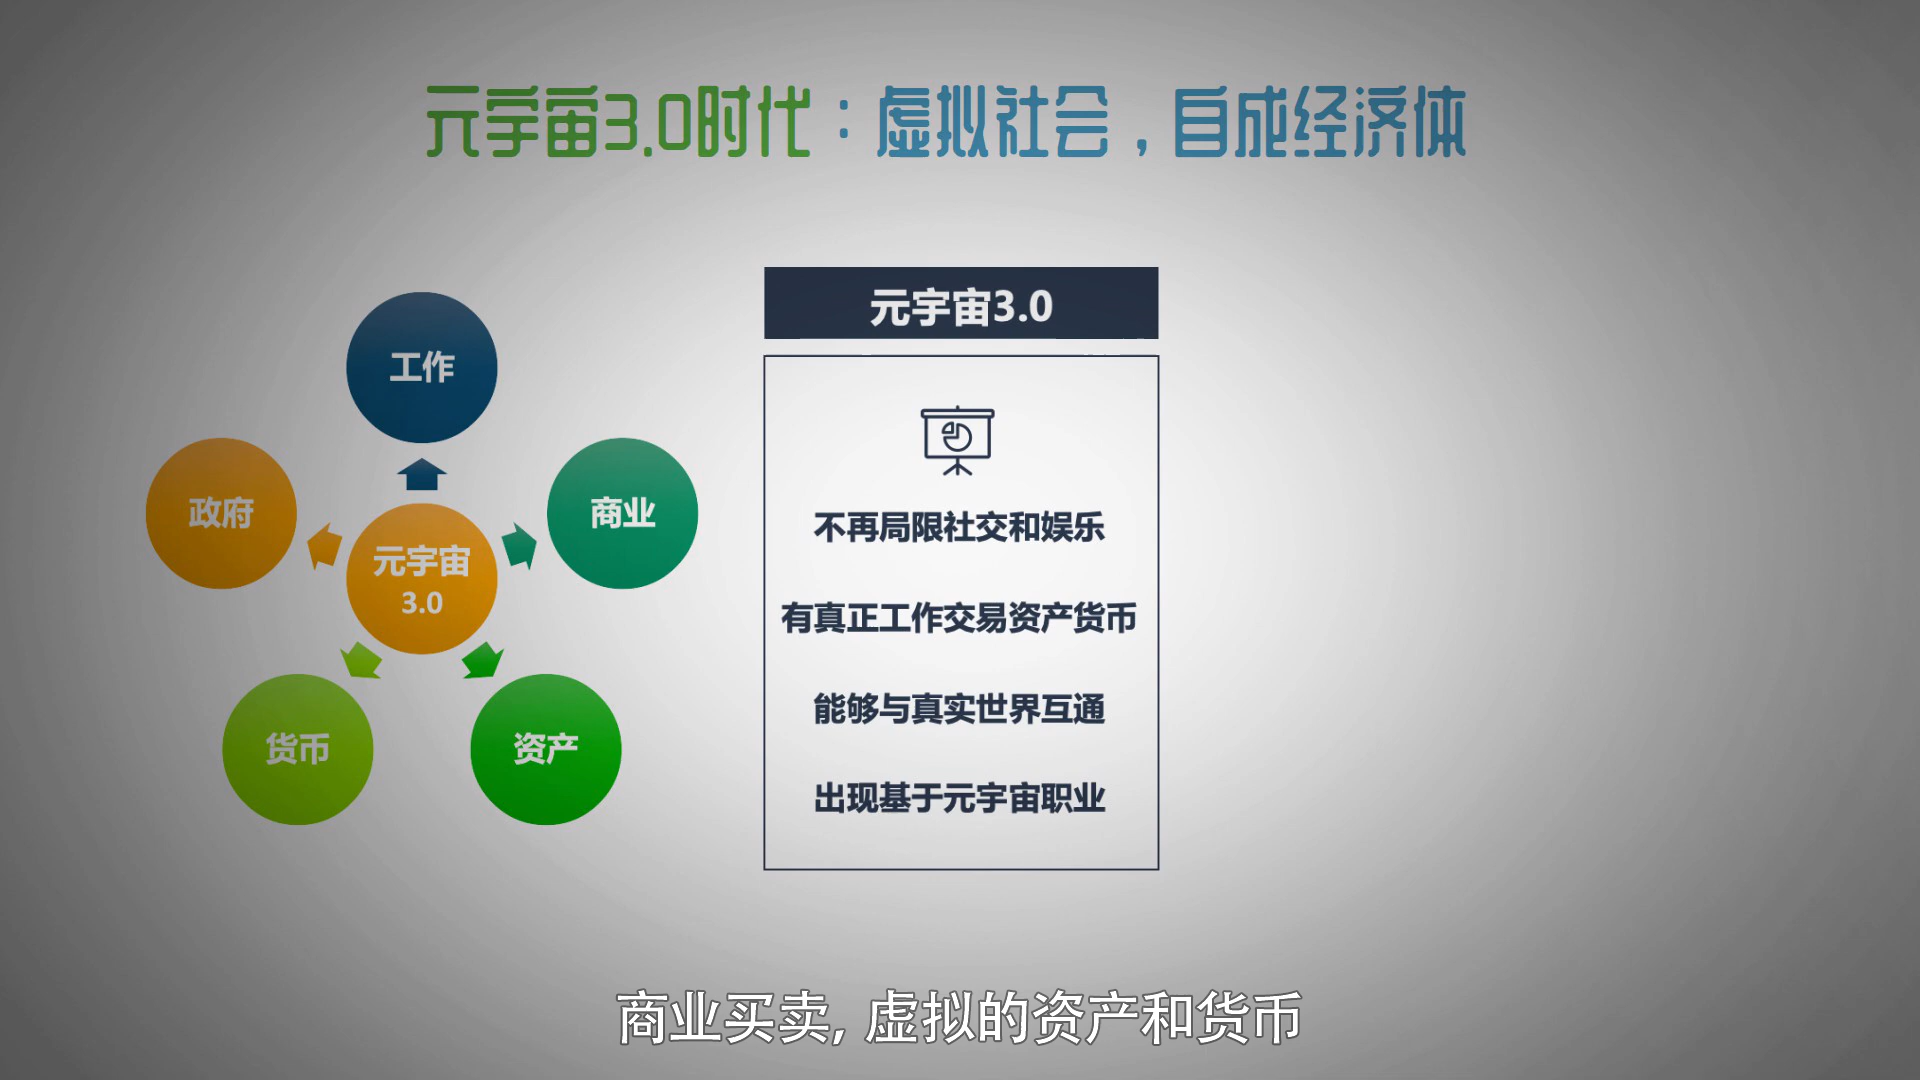 元宇宙3.0时代：虚拟社会，自成经济体
工作
政府
商业
元宇宙
3.0
货币
资产
元宇宙3.0
不再局限社交和娱乐
有真正工作交易资产货币
能够与真实世界互通
出现基于元宇宙职业
商业买卖，虚拟的资产和货币